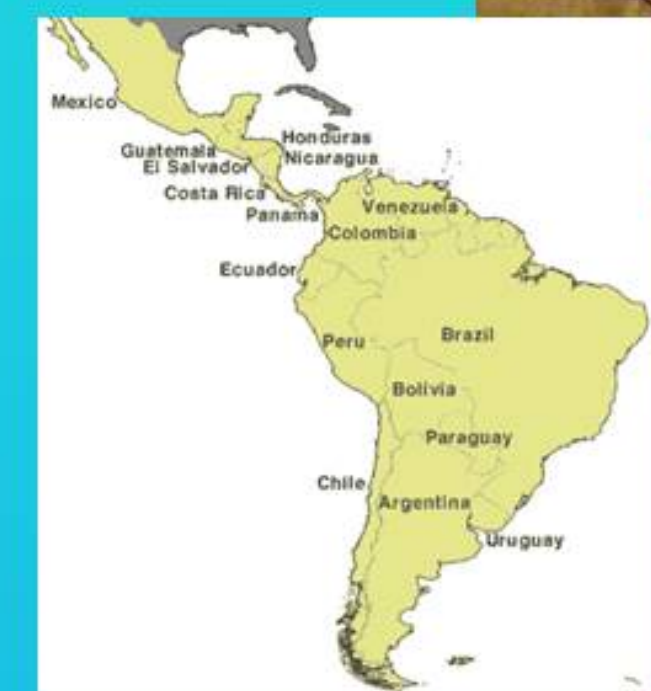 Mexico
Honduras
Guatemala
Nicaragua
El Salvador
Costa Rica
Panama
Venezuela
Colombia
Ecuador
Peru
Brazil
Bolivia
Paraguay
Chile
Argentina
Uruguay